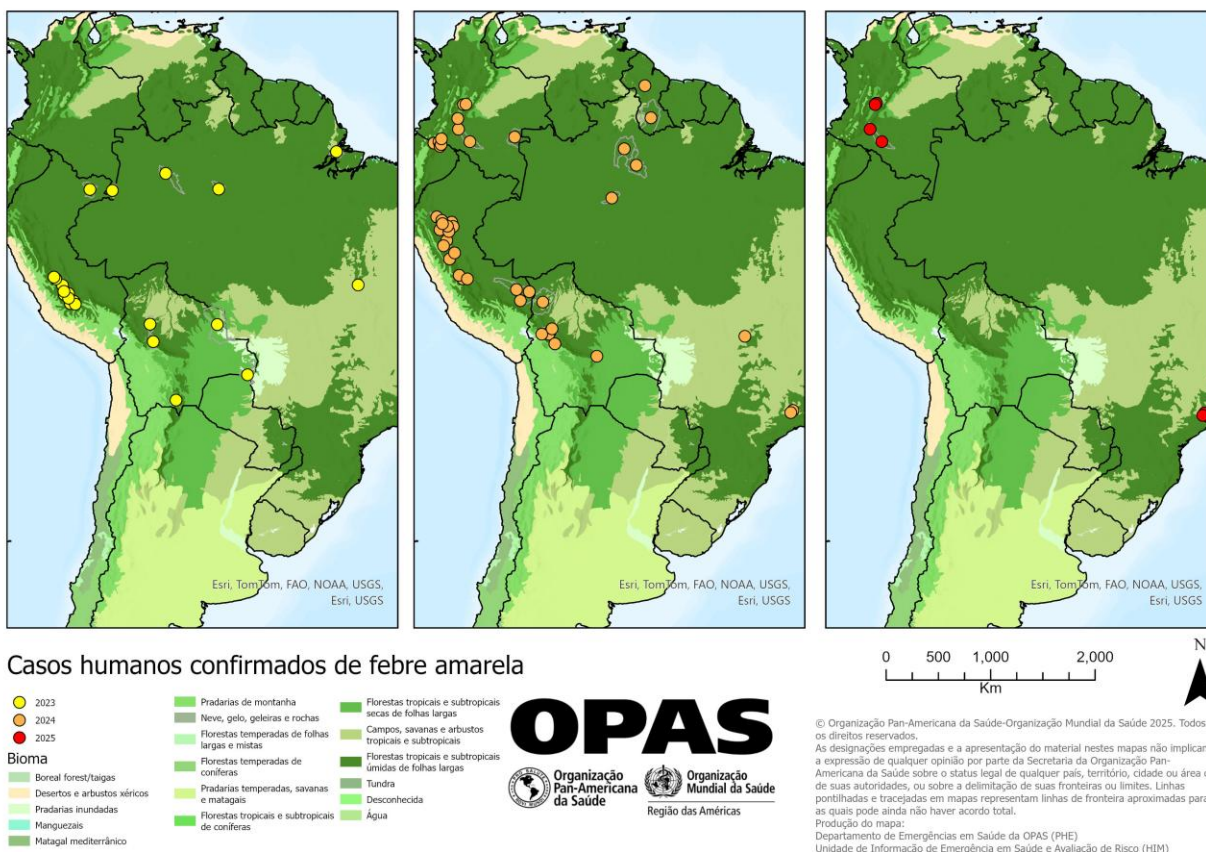 Esri, TomTom, FAO, NOAA, USGS,
Esri, USGS
Esri, TomTom, FAO, NOAA, USGS,
Esri, USGS
Esri, TomTom, FAO, NOAA, USGS,
Esri, USGS
Casos humanos confirmados de febre amarela
2023
2024
2025
Bioma
Boreal forest/taigas
Desertos e arbustos xéricos
Pradarias inundadas
Manguezais
Matagal mediterrâneo
Pradarias de montanha
Neve, gelo, geleiras e rochas
Florestas temperadas de folhas
largas e mistas
Florestas temperadas de
coníferas
Pradarias temperadas, savanas
e matagais
Florestas tropicais e subtropicais
de coníferas
Florestas tropicais e subtropicais
secas de folhas largas
Campos, savanas e arbustos
tropicais e subtropicais
Florestas tropicais e subtropicais
úmidas de folhas largas
Tundra
Desconhecida
Água
OPAS
Organização
Pan-Americana
da Saúde
Organização
Mundial da Saúde
Região das Américas
0 500 1,000 2,000
Km
N
© Organização Pan-Americana da Saúde-Organização Mundial da Saúde 2025. Todos
os direitos reservados.
As designações empregadas e a apresentação do material nestes mapas não implicam
a expressão de qualquer opinião por parte da Secretaria da Organização Pan-
Americana da Saúde sobre o status legal de qualquer país, território, cidade ou área o
de suas autoridades, ou sobre a delimitação de suas fronteiras ou limites. Linhas
pontilhadas e tracejadas em mapas representam linhas de fronteira aproximadas para
as quais pode ainda não haver acordo total.
Produção do mapa:
Departamento de Emergências em Saúde da OPAS (PHE)
Unidade de Informação de Emergência em Saúde e Avaliação de Risco (HIM)